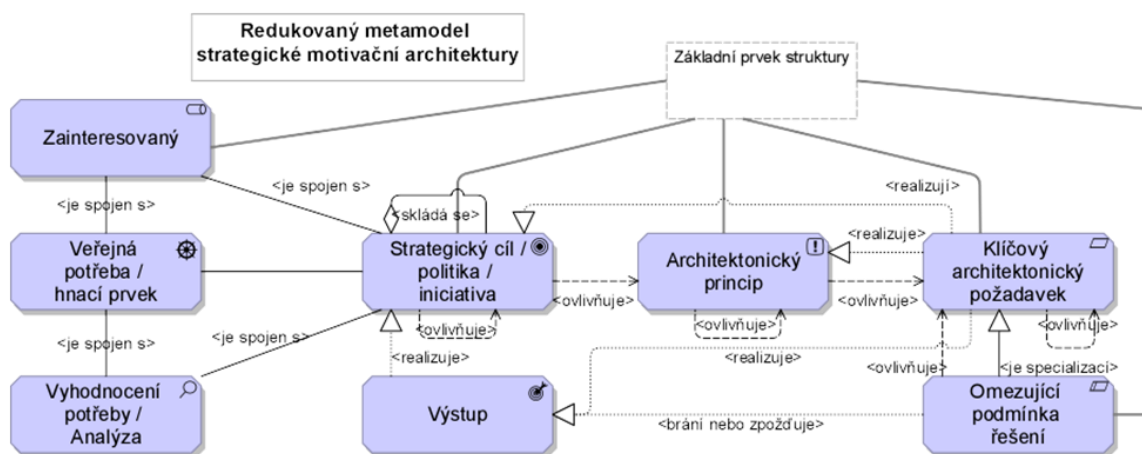 Redukovaný metamodel
strategické motivační architektury
Základní prvek struktury
Zainteresovaný
<je spojen s>
<realizují>
<je spojen s>
<skládá se>
Veřejná
potřeba /
hnací prvek
Strategický cíl /
politika /
iniciativa
<ovlivňuje>
Architektonický
princip
<realizuje>
<ovlivňuje>
Klíčový
architektonický
požadavek
<ovlivňuje>
<ovlivňuje>
<ovlivňuje>
<je spojen s>
<je spojen s>
<realizuje>
<realizuje>
<ovlivňuje>
<je specializací>
Vyhodnocení
potřeby /
Analýza
Výstup
<brání nebo zpožďuje>
Omezující
podmínka
řešení